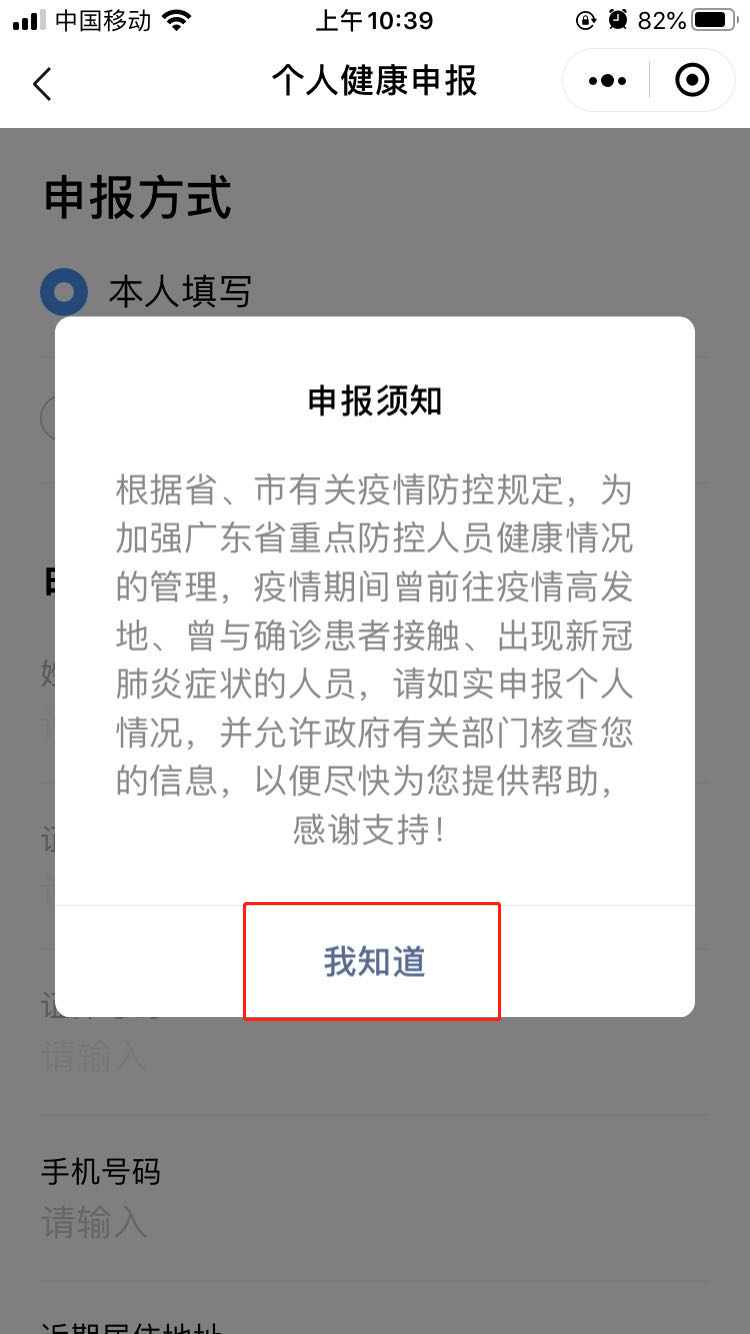 中国移动
上午10:39
82%
个人健康申报
申报方式
本人填写
申报须知
根据省、市有关疫情防控规定，为
加强广东省重点防控人员健康情况
的管理，疫情期间曾前往疫情高发
地、曾与确诊患者接触、出现新冠
肺炎症状的人员，请如实申报个人
情况，并允许政府有关部门核查您
的信息，以便尽快为您提供帮助，
感谢支持！
我知道
请输入
手机号码
请输入
近期居住地址